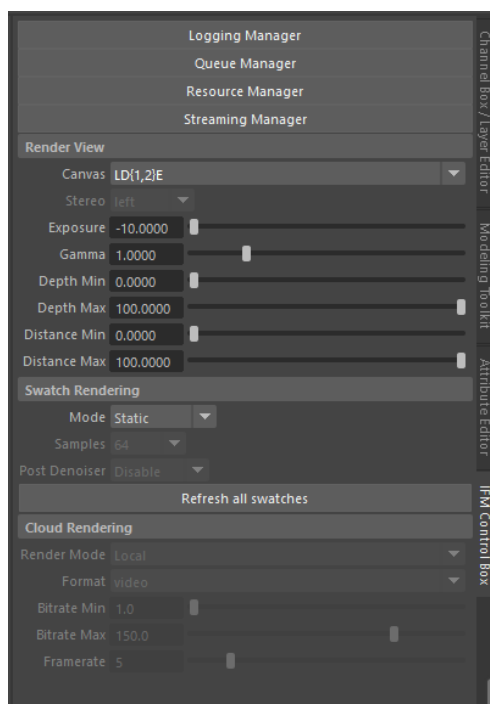 Logging Manager
Queue Manager
Resource Manager
Streaming Manager
Render View
Canvas LD{1,2}E
Stereo left
Exposure -10.0000
Gamma 1.0000
Depth Min 0.0000
Depth Max 100.0000
Distance Min 0.0000
Distance Max 100.0000
Swatch Rendering
Mode Static
Samples 64
Post Denoiser Disable
Refresh all swatches
Cloud Rendering
Render Mode Local
Format video
Bitrate Min 1.0
Bitrate Max 150.0
Framerate 5
Channel Box / Layer Editor
Modeling Toolkit
Attribute Editor
IFM Control Box